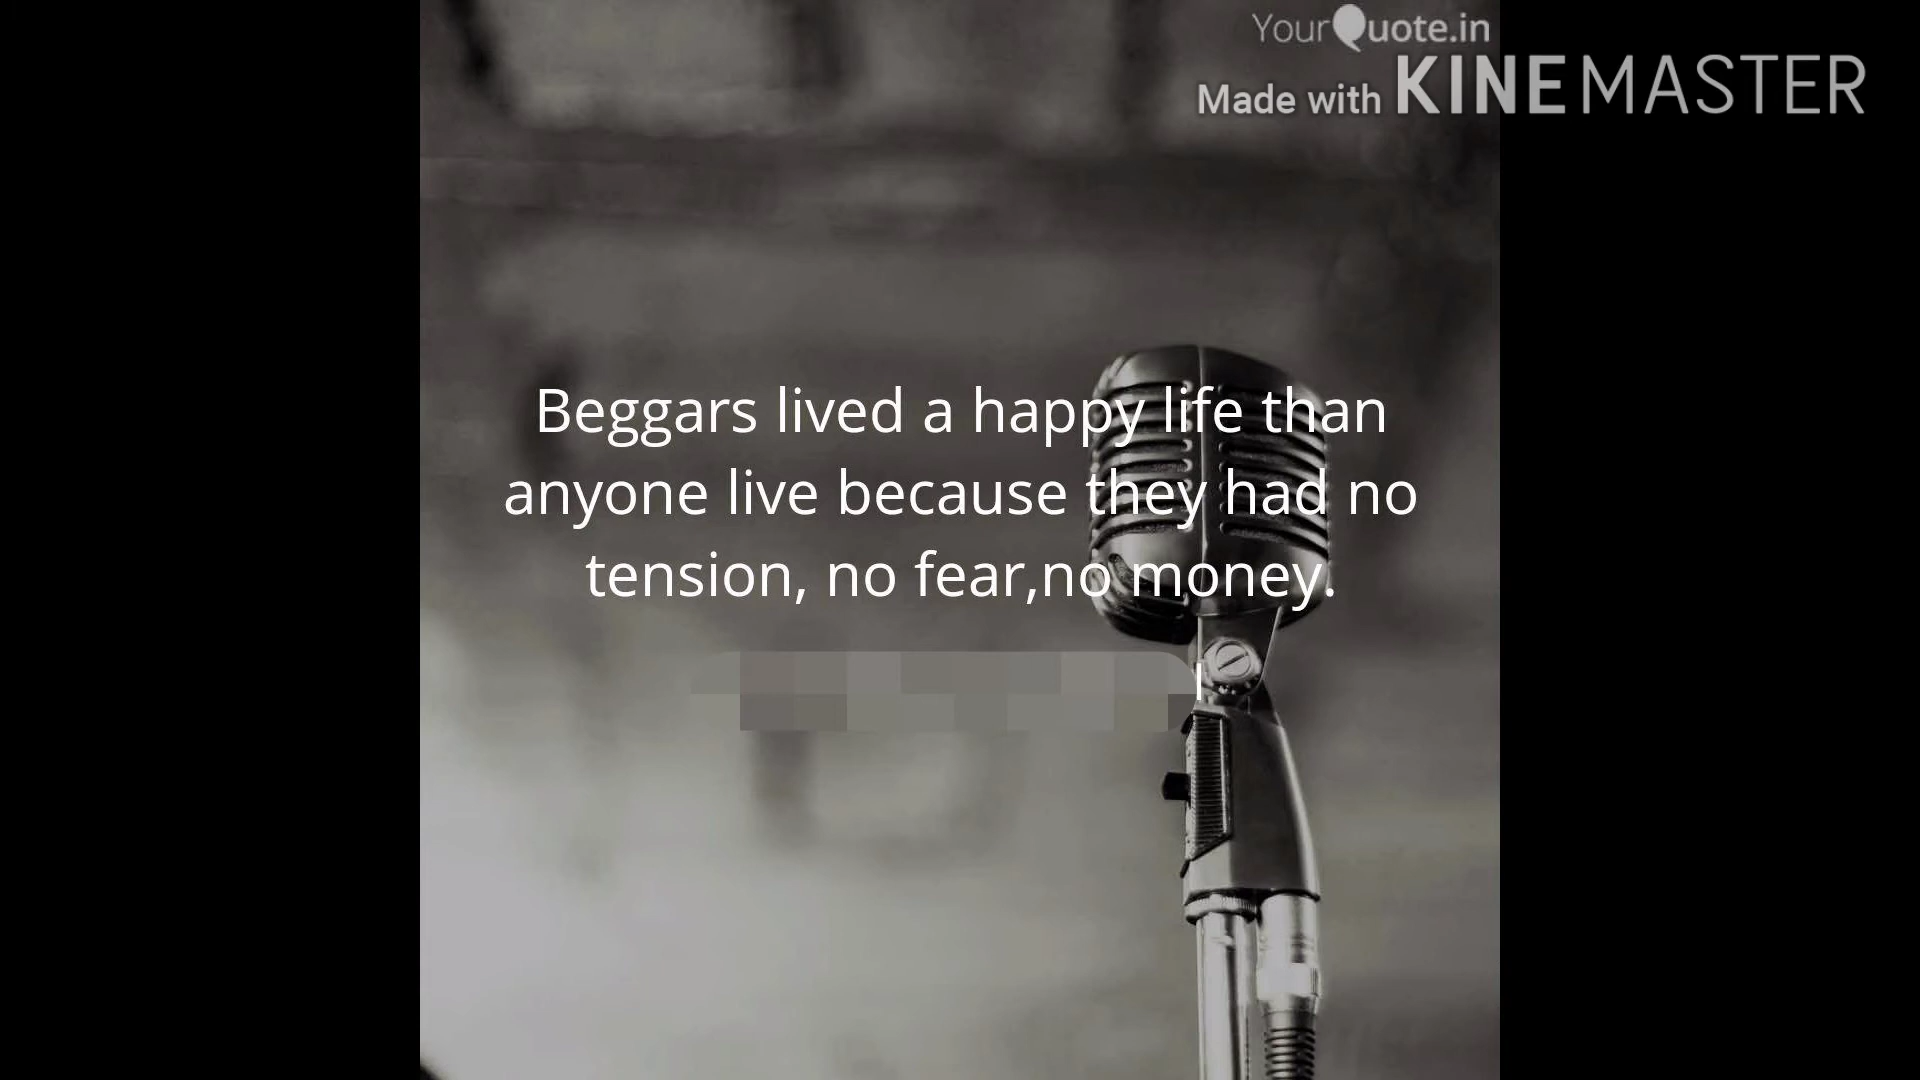 YourQuote.in
Made with KINEMASTER
Beggars lived a happy life than
anyone live because they had no
tension, no fear,no money.